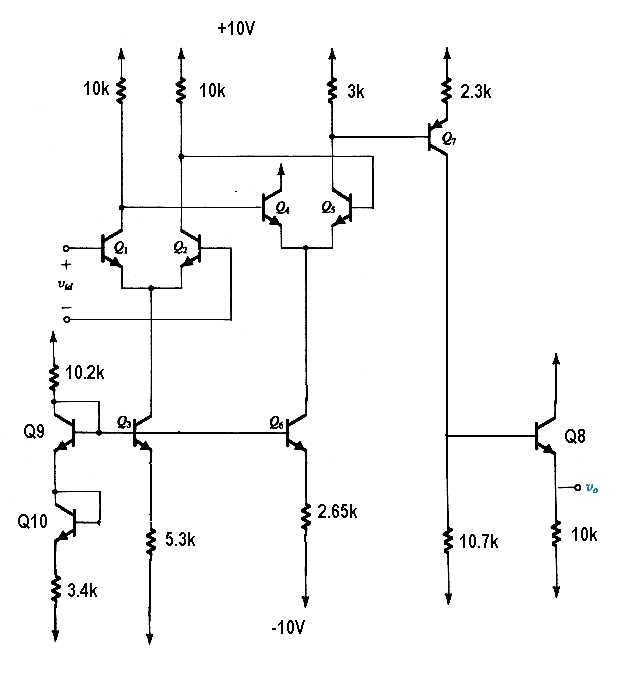 +10V
10k
10k
3k
2.3k
Q7
Q4
Q5
Q1
Q2
+
vid
−
10.2k
Q9
Q3
Q6
Q8
vo
Q10
2.65k
5.3k
10.7k
10k
3.4k
-10V